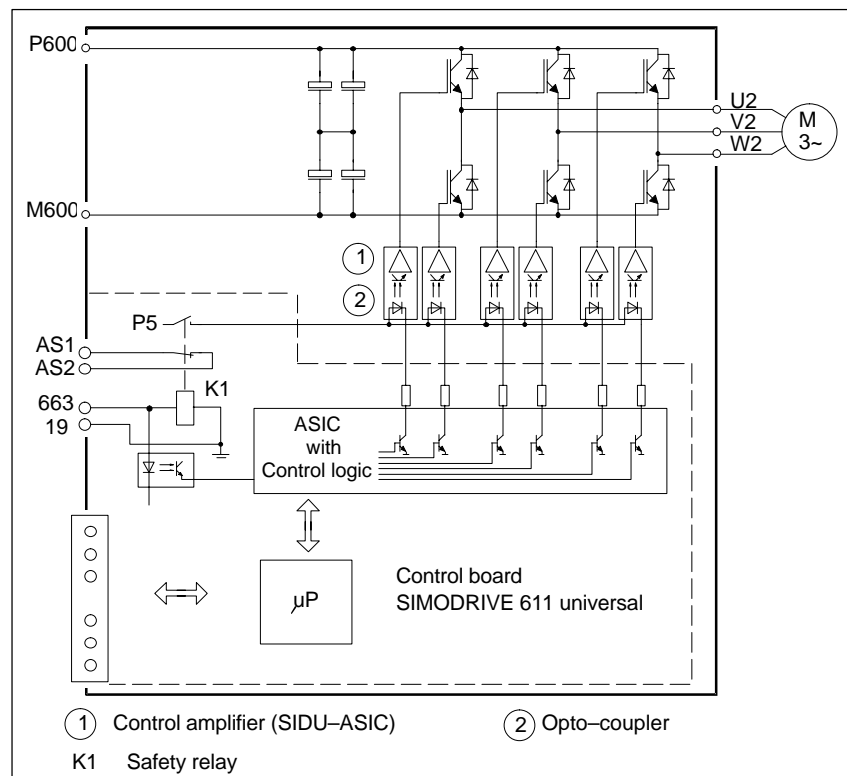 P600
U2
V2
W2
M
3~
M600
1
2
P5
AS1
AS2
K1
663
19
ASIC
with
Control logic
µP
Control board
SIMODRIVE 611 universal
1 Control amplifier (SIDU–ASIC)
2 Opto–coupler
K1 Safety relay